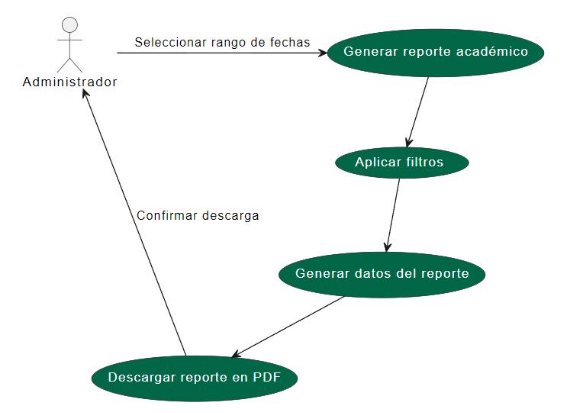 Seleccionar rango de fechas
Generar reporte académico
Administrador
Aplicar filtros
Confirmar descarga
Generar datos del reporte
Descargar reporte en PDF